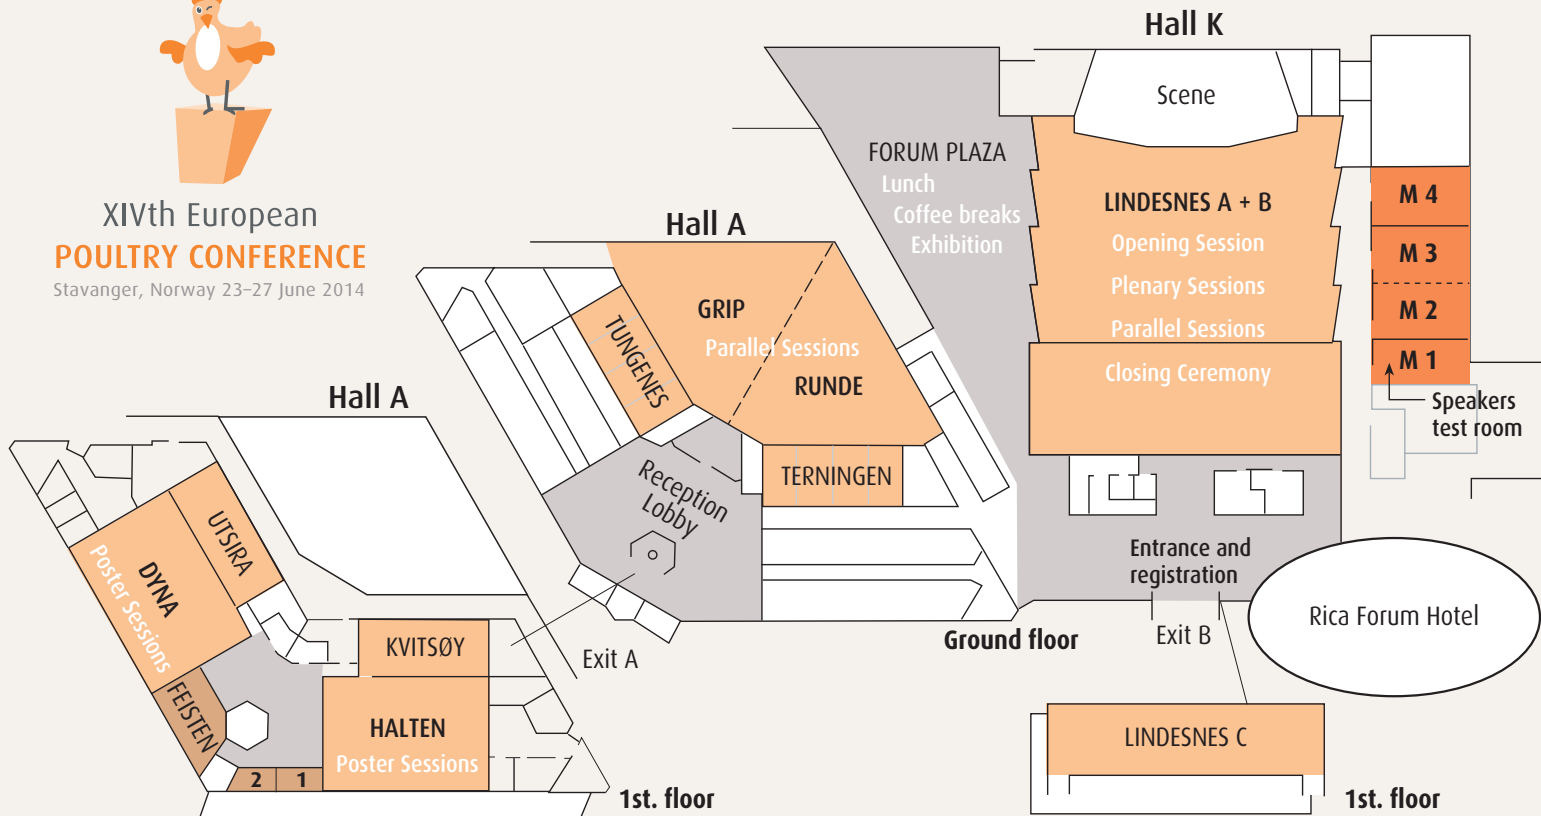 XIVth European
POULTRY CONFERENCE
Stavanger, Norway 23–27 June 2014
Hall K
Scene
FORUM PLAZA
Lunch
Coffee breaks
Exhibition
LINDESNES A + B
Opening Session
Plenary Sessions
Parallel Sessions
Closing Ceremony
M 4
M 3
M 2
M 1
Speakers
test room
Hall A
GRIP
Parallel Sessions
RUNDE
TUNGENES
TERNINGEN
Reception
Lobby
Entrance and
registration
Exit B
Ground floor
Rica Forum Hotel
Hall A
UTSIRA
DYNA
Poster Sessions
FEISTEN
KVITSØY
Exit A
HALTEN
Poster Sessions
2
1
1st. floor
LINDESNES C
1st. floor